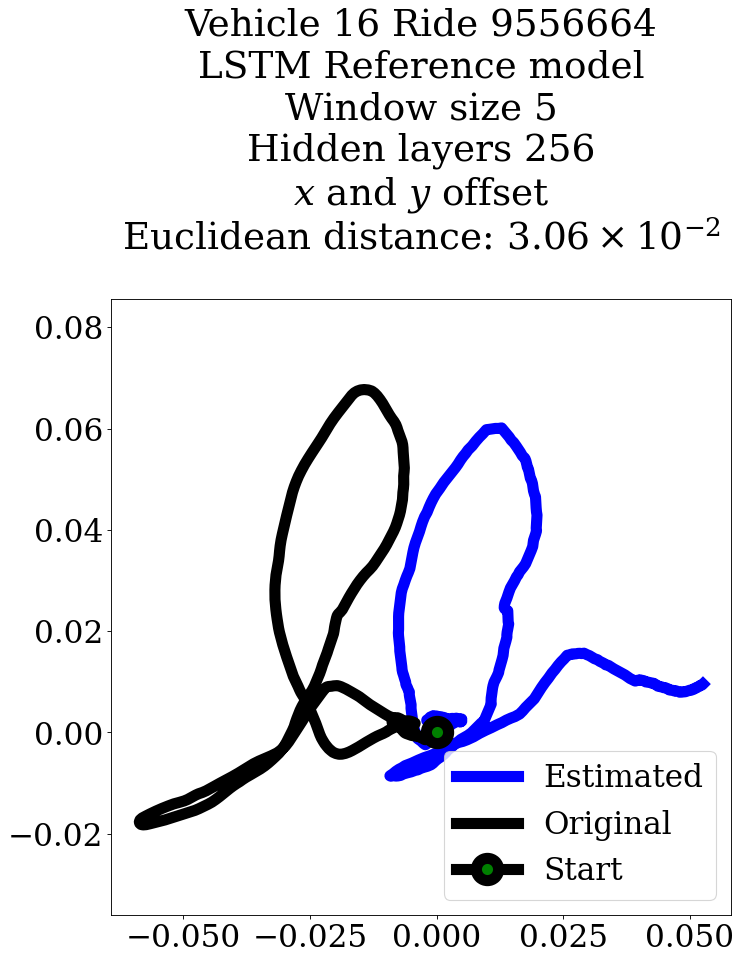 Vehicle 16 Ride 9556664
LSTM Reference model
Window size 5
Hidden layers 256
x and y offset
Euclidean distance: 3.06 × 10⁻²
0.08
0.06
0.04
0.02
0.00
−0.02
Estimated
Original
Start
−0.050 −0.025 0.000 0.025 0.050